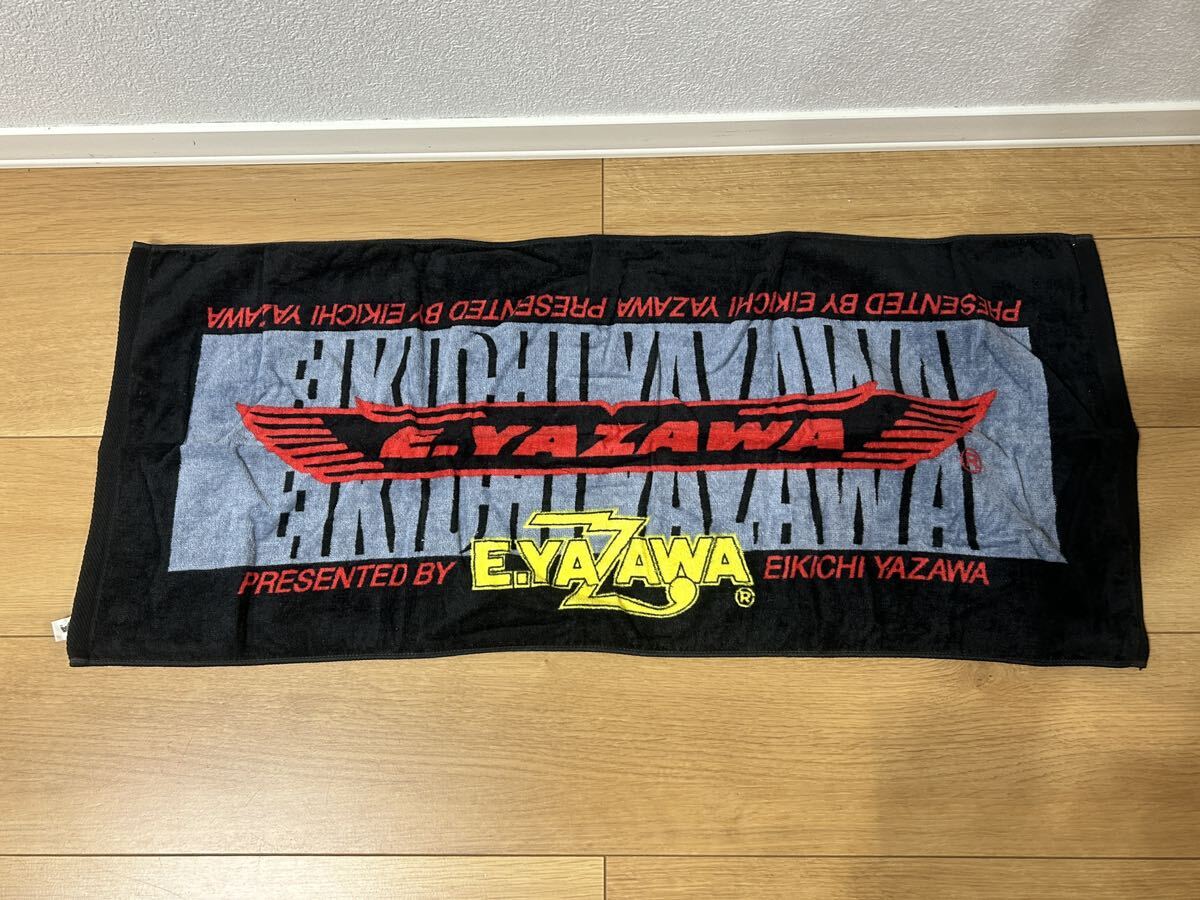 PRESENTED BY EIKICHI YAZAWA PRESENTED BY EIKICHI YAZAWA
EIKICHI YAZAWA
E.YAZAWA ®
EIKICHI YAZAWA
PRESENTED BY E.YAZAWA ® EIKICHI YAZAWA